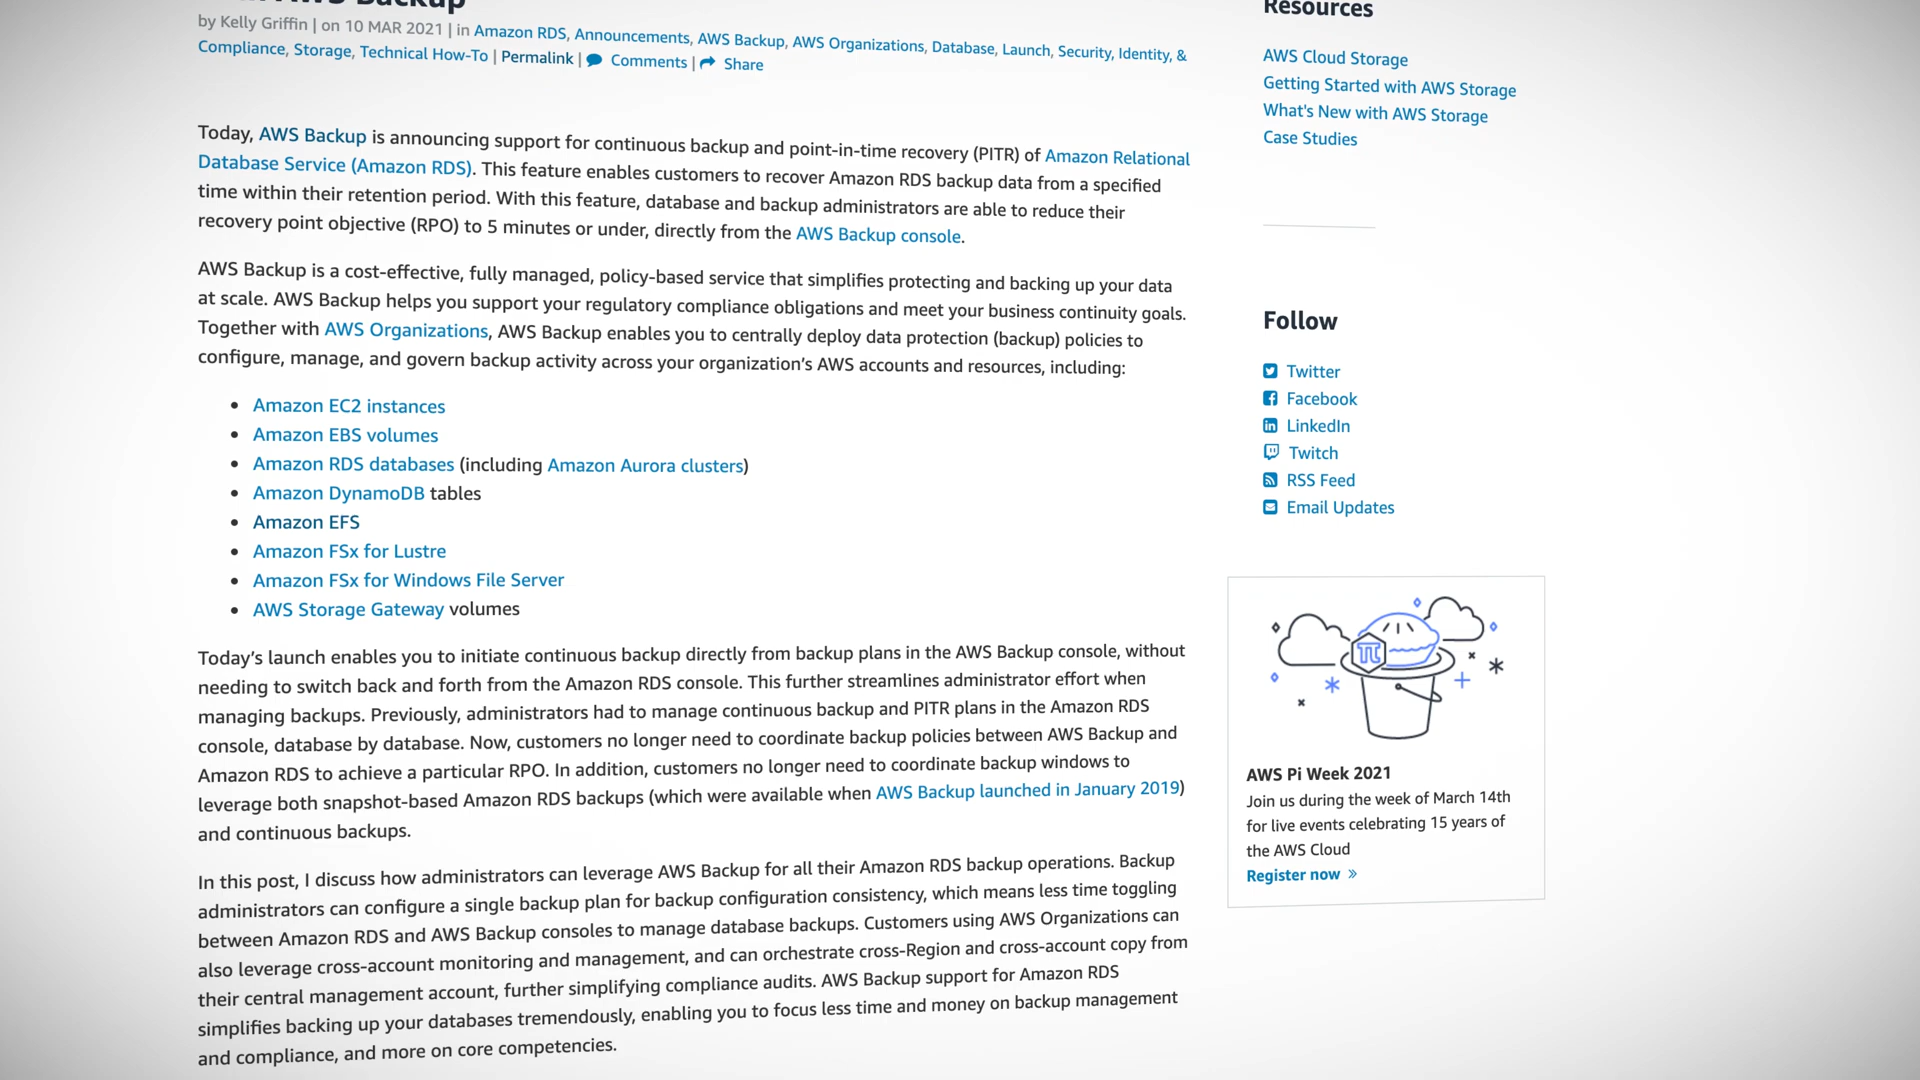 AWS Backup
by Kelly Griffin | on 10 MAR 2021 | in Amazon RDS, Announcements, AWS Backup, AWS Organizations, Database, Launch, Security, Identity, &
Compliance, Storage, Technical How-To | Permalink | Comments | Share
Today, AWS Backup is announcing support for continuous backup and point-in-time recovery (PITR) of Amazon Relational
Database Service (Amazon RDS). This feature enables customers to recover Amazon RDS backup data from a specified
time within their retention period. With this feature, database and backup administrators are able to reduce their
recovery point objective (RPO) to 5 minutes or under, directly from the AWS Backup console.
AWS Backup is a cost-effective, fully managed, policy-based service that simplifies protecting and backing up your data
at scale. AWS Backup helps you support your regulatory compliance obligations and meet your business continuity goals.
Together with AWS Organizations, AWS Backup enables you to centrally deploy data protection (backup) policies to
configure, manage, and govern backup activity across your organization's AWS accounts and resources, including:
• Amazon EC2 instances
• Amazon EBS volumes
• Amazon RDS databases (including Amazon Aurora clusters)
• Amazon DynamoDB tables
• Amazon EFS
• Amazon FSx for Lustre
• Amazon FSx for Windows File Server
• AWS Storage Gateway volumes
Today's launch enables you to initiate continuous backup directly from backup plans in the AWS Backup console, without
needing to switch back and forth from the Amazon RDS console. This further streamlines administrator effort when
managing backups. Previously, administrators had to manage continuous backup and PITR plans in the Amazon RDS
console, database by database. Now, customers no longer need to coordinate backup policies between AWS Backup and
Amazon RDS to achieve a particular RPO. In addition, customers no longer need to coordinate backup windows to
leverage both snapshot-based Amazon RDS backups (which were available when AWS Backup launched in January 2019)
and continuous backups.
In this post, I discuss how administrators can leverage AWS Backup for all their Amazon RDS backup operations. Backup
administrators can configure a single backup plan for backup configuration consistency, which means less time toggling
between Amazon RDS and AWS Backup consoles to manage database backups. Customers using AWS Organizations can
also leverage cross-account monitoring and management, and can orchestrate cross-Region and cross-account copy from
their central management account, further simplifying compliance audits. AWS Backup support for Amazon RDS
simplifies backing up your databases tremendously, enabling you to focus less time and money on backup management
and compliance, and more on core competencies.
Resources
AWS Cloud Storage
Getting Started with AWS Storage
What's New with AWS Storage
Case Studies
Follow
Twitter
Facebook
LinkedIn
Twitch
RSS Feed
Email Updates
AWS Pi Week 2021
Join us during the week of March 14th
for live events celebrating 15 years of
the AWS Cloud
Register now »